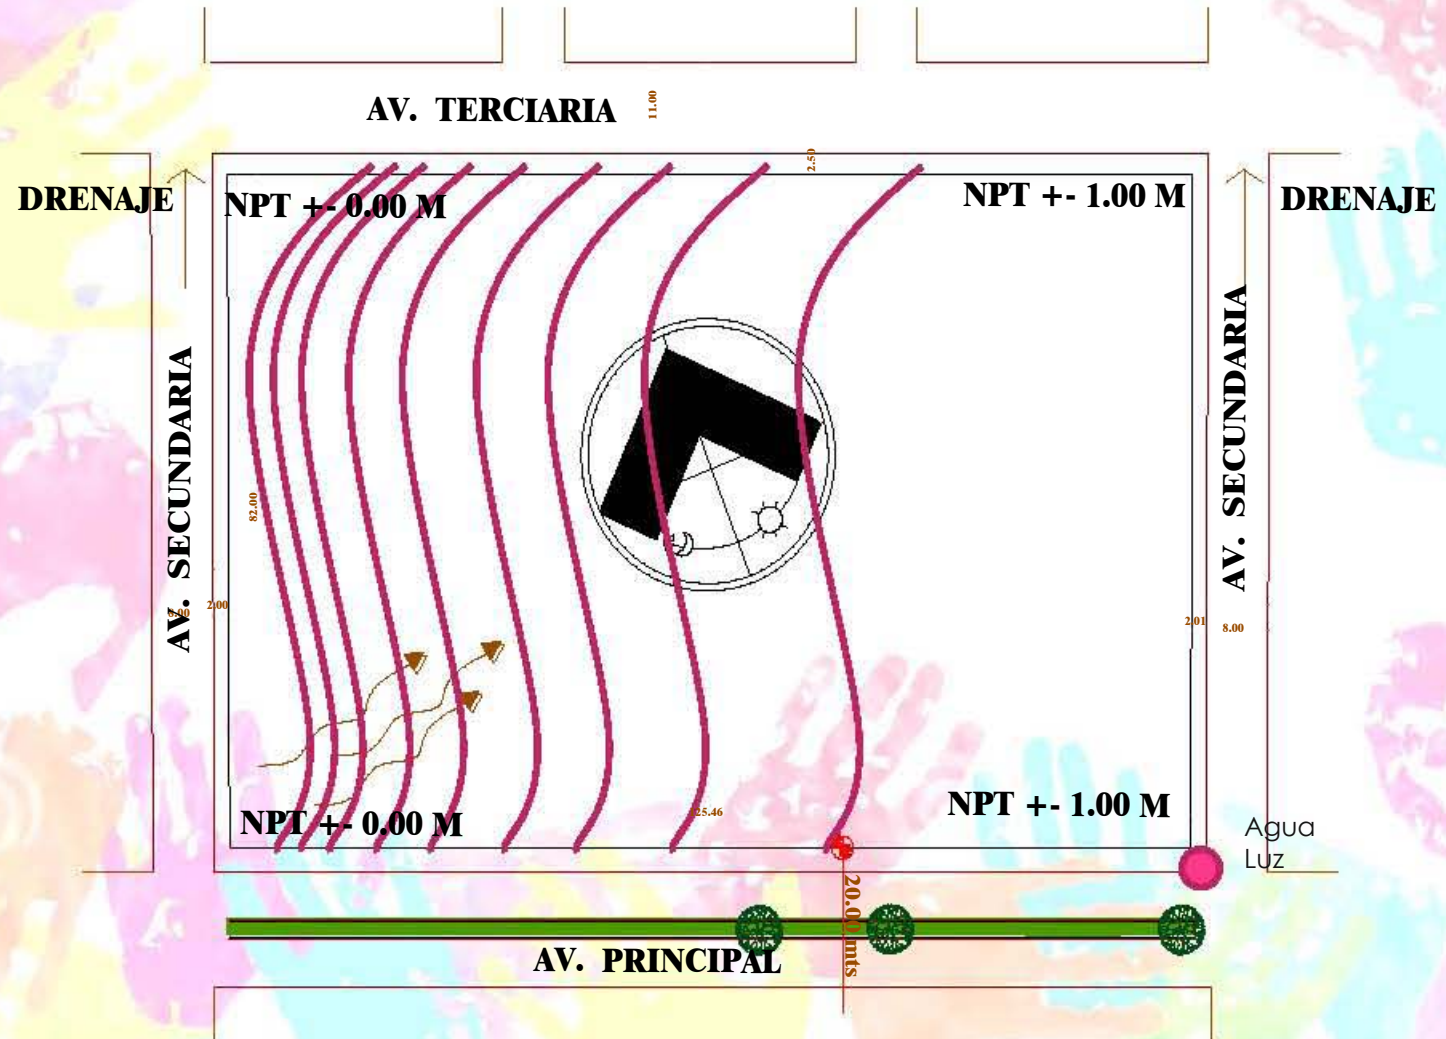 AV. TERCIARIA
11.00
2.50
DRENAJE
NPT +- 0.00 M
NPT +- 1.00 M
DRENAJE
AV. SECUNDARIA
AV. SECUNDARIA
82.00
2.00
2.01
8.00
25.46
NPT +- 0.00 M
NPT +- 1.00 M
Agua
Luz
20.00 mts
AV. PRINCIPAL